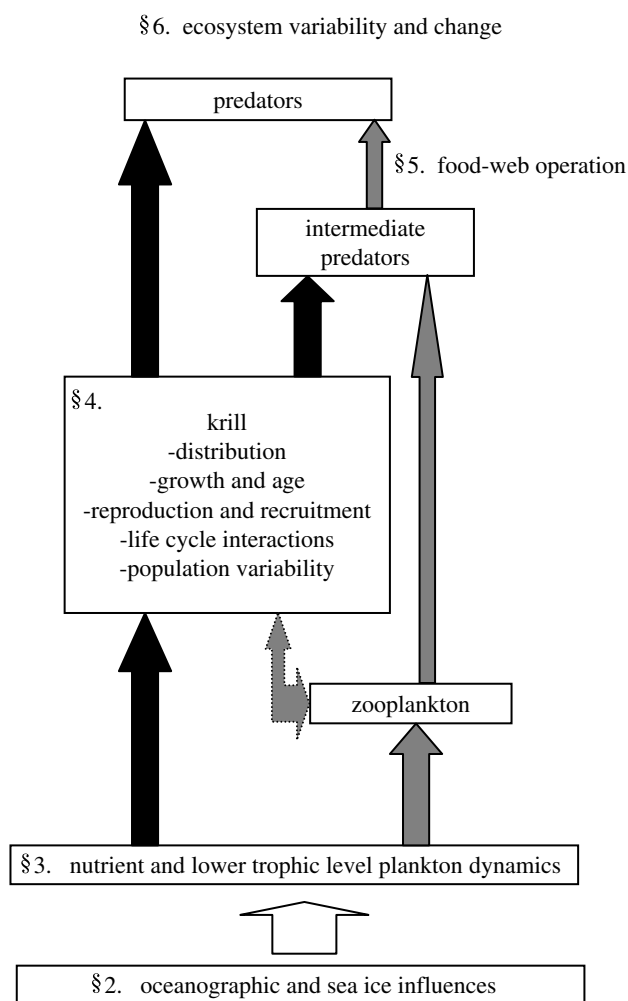 §6. ecosystem variability and change
predators
§5. food-web operation
intermediate
predators
§4.
krill
-distribution
-growth and age
-reproduction and recruitment
-life cycle interactions
-population variability
zooplankton
§3. nutrient and lower trophic level plankton dynamics
§2. oceanographic and sea ice influences